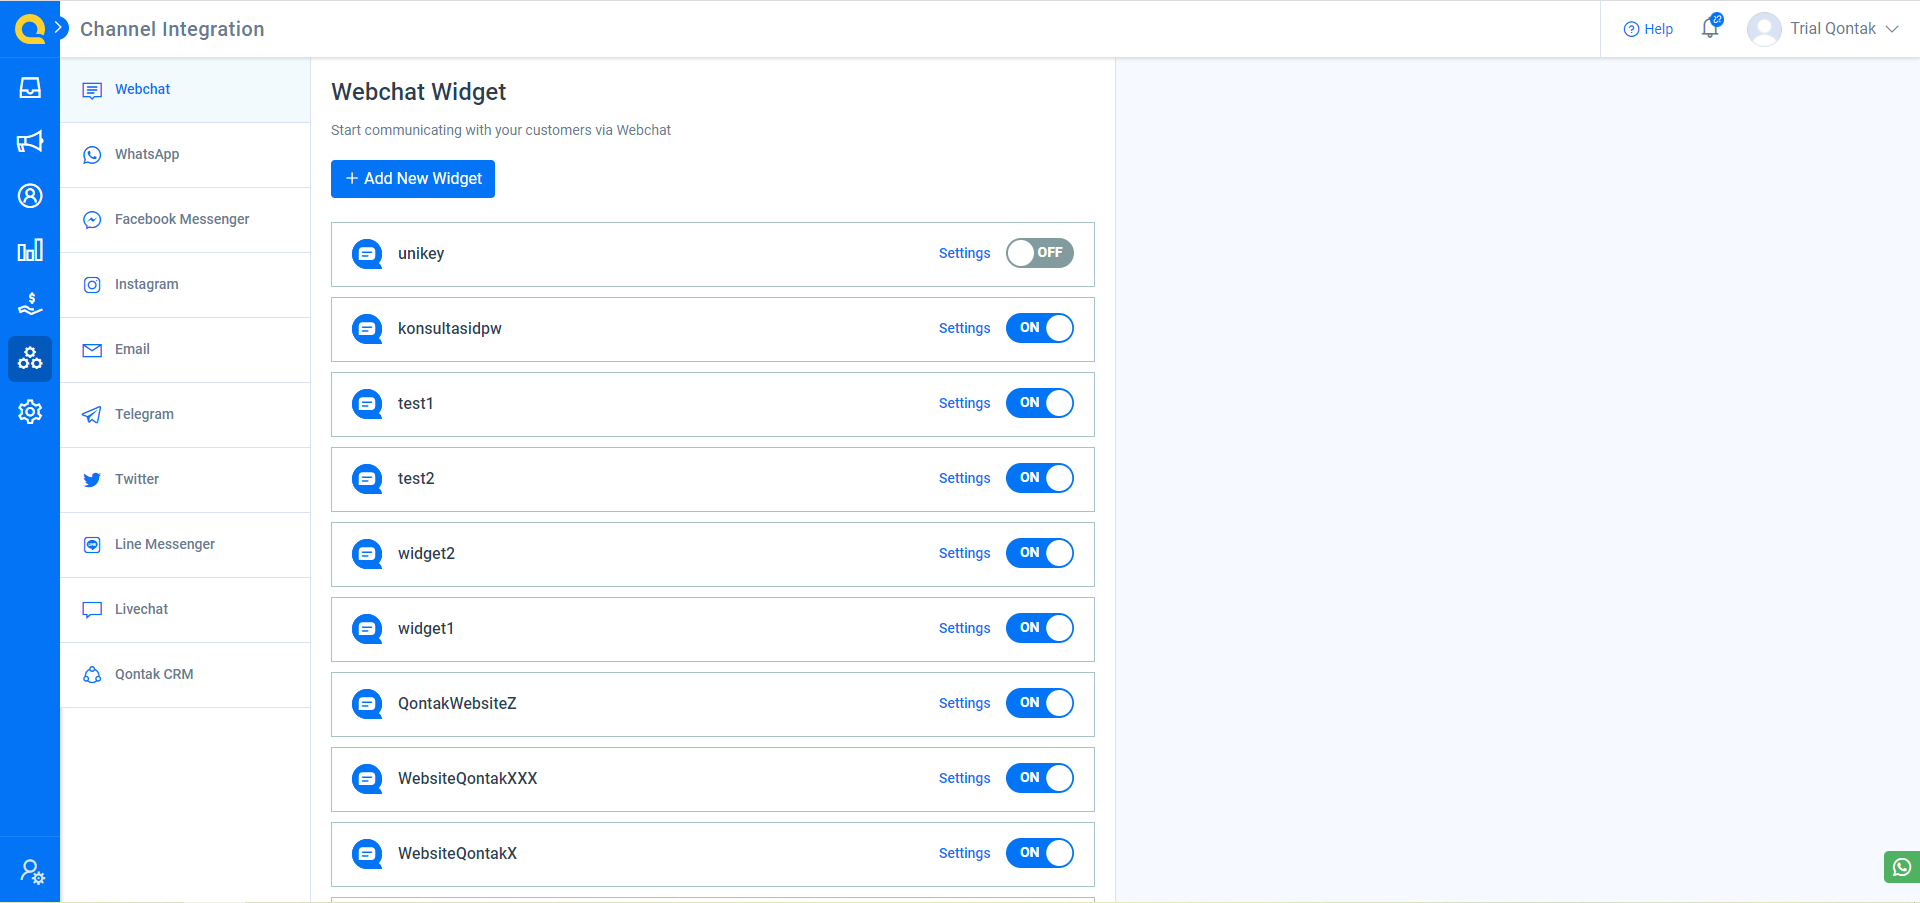 Channel Integration
Help
Trial Qontak
Webchat
WhatsApp
Facebook Messenger
Instagram
Email
Telegram
Twitter
Line Messenger
Livechat
Qontak CRM
Webchat Widget
Start communicating with your customers via Webchat
+ Add New Widget
unikey Settings OFF
konsultasidpw Settings ON
test1 Settings ON
test2 Settings ON
widget2 Settings ON
widget1 Settings ON
QontakWebsiteZ Settings ON
WebsiteQontakXXX Settings ON
WebsiteQontakX Settings ON